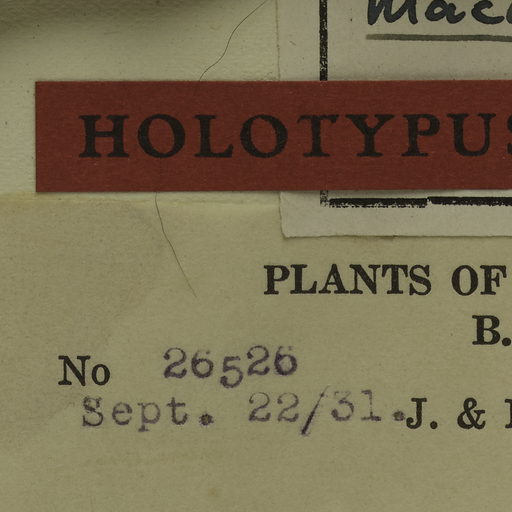 HOLOTYPUS
PLANTS OF
B.
No 26526
Sept. 22/31. J. &